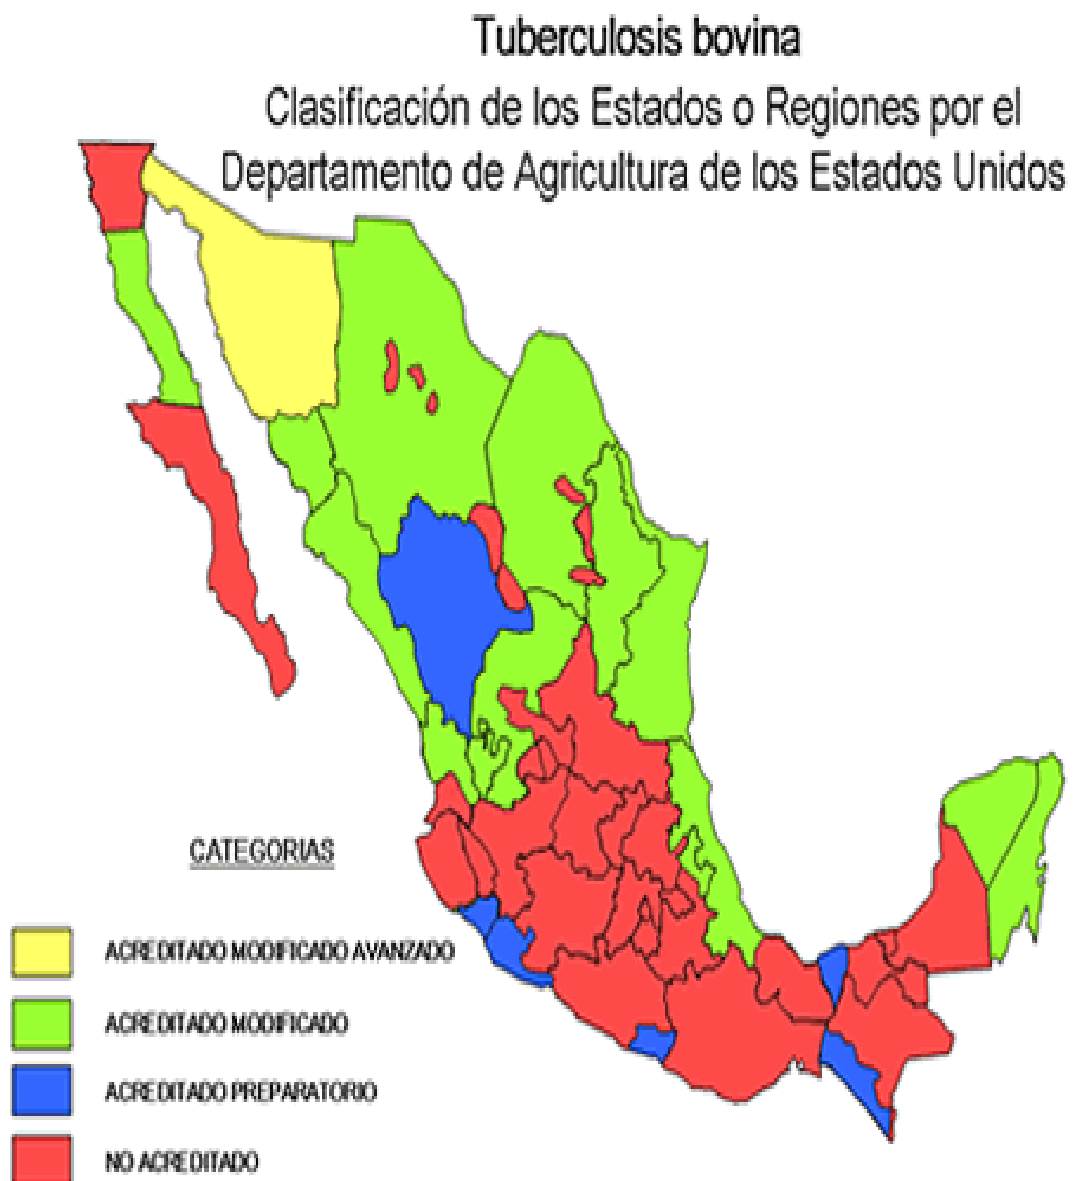 Tuberculosis bovina
Clasificación de los Estados o Regiones por el
Departamento de Agricultura de los Estados Unidos
CATEGORIAS
ACREDITADO MODIFICADO AVANZADO
ACREDITADO MODIFICADO
ACREDITADO PREPARATORIO
NO ACREDITADO